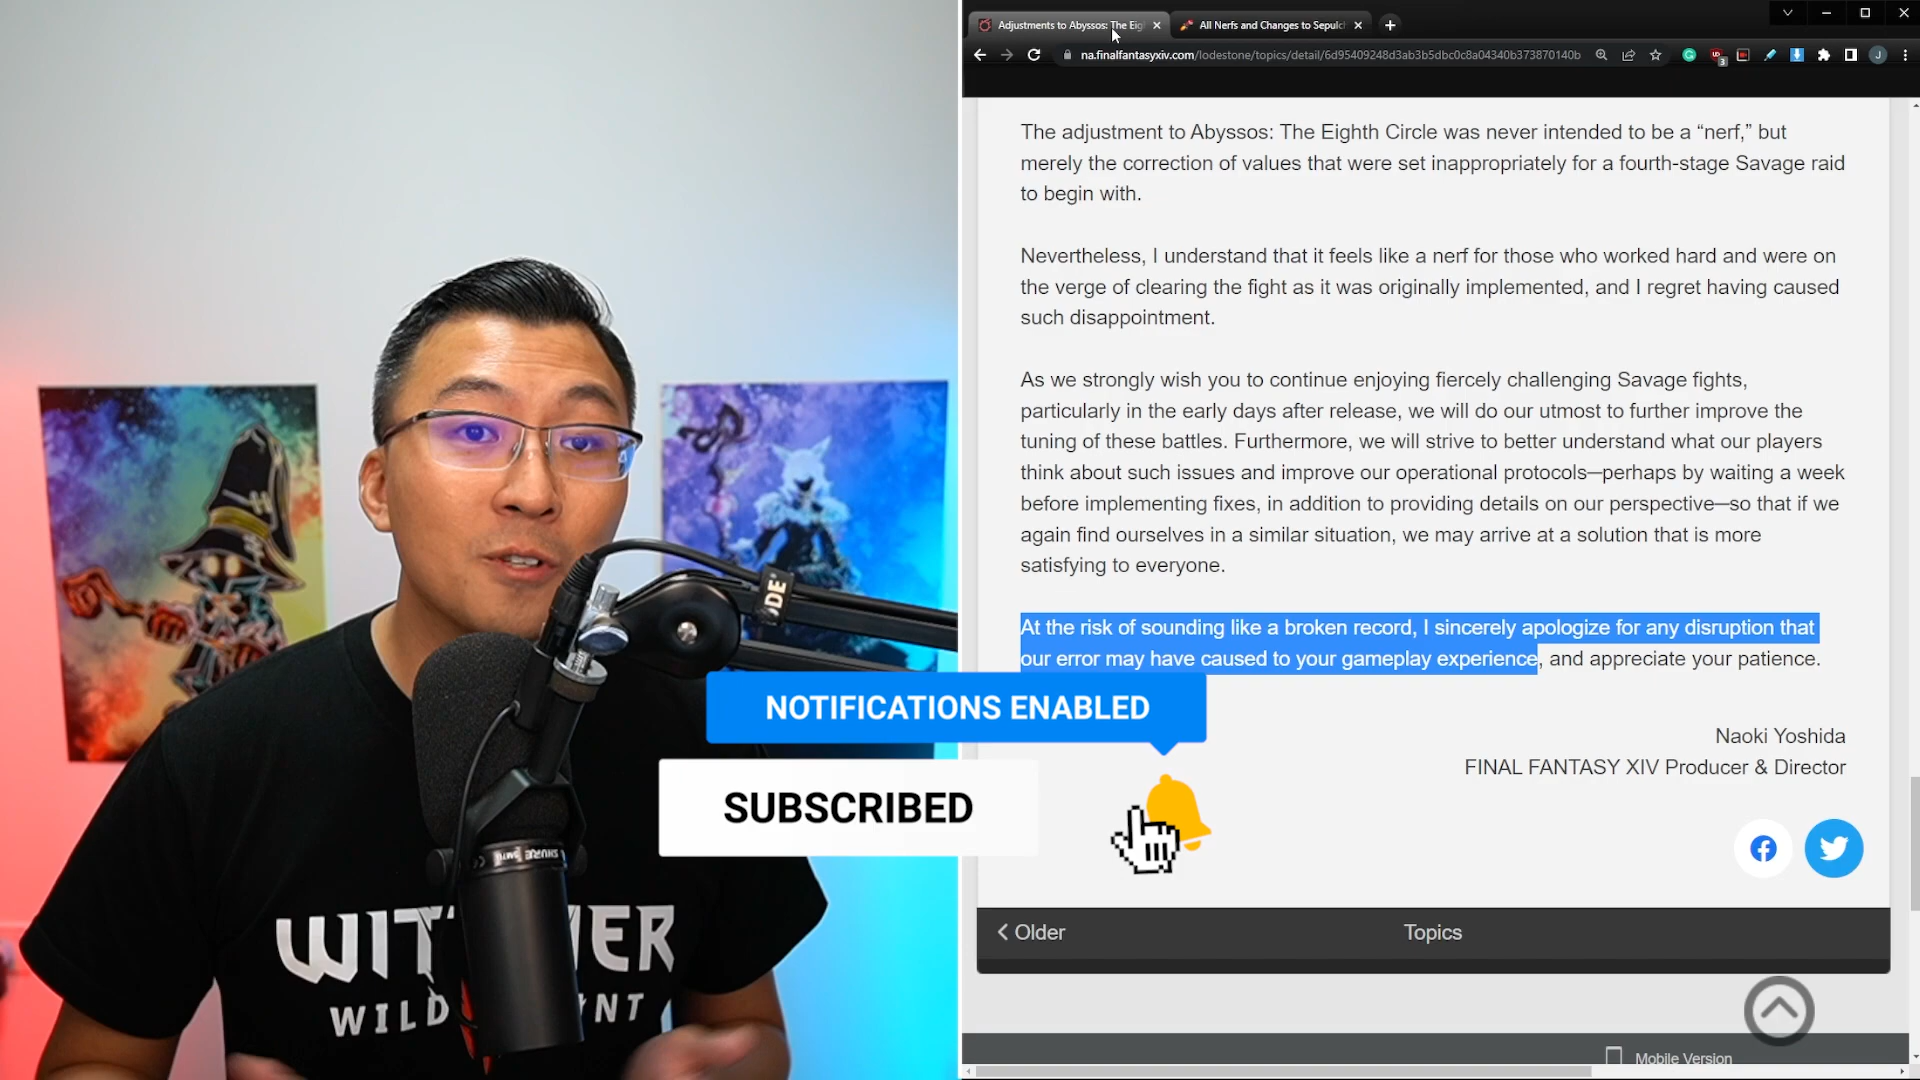 Adjustments to Abyssos: The Eig
All Nerfs and Changes to Sepulc
na.finalfantasyxiv.com/lodestone/topics/detail/6d95409248d3ab3b5dbc0c8a04340b373870140b
3
J
The adjustment to Abyssos: The Eighth Circle was never intended to be a “nerf,” but
merely the correction of values that were set inappropriately for a fourth-stage Savage raid
to begin with.
Nevertheless, I understand that it feels like a nerf for those who worked hard and were on
the verge of clearing the fight as it was originally implemented, and I regret having caused
such disappointment.
As we strongly wish you to continue enjoying fiercely challenging Savage fights,
particularly in the early days after release, we will do our utmost to further improve the
tuning of these battles. Furthermore, we will strive to better understand what our players
think about such issues and improve our operational protocols—perhaps by waiting a week
before implementing fixes, in addition to providing details on our perspective—so that if we
again find ourselves in a similar situation, we may arrive at a solution that is more
satisfying to everyone.
At the risk of sounding like a broken record, I sincerely apologize for any disruption that
our error may have caused to your gameplay experience, and appreciate your patience.
Naoki Yoshida
FINAL FANTASY XIV Producer & Director
Older
Topics
Mobile Version
NOTIFICATIONS ENABLED
SUBSCRIBED
SHURE